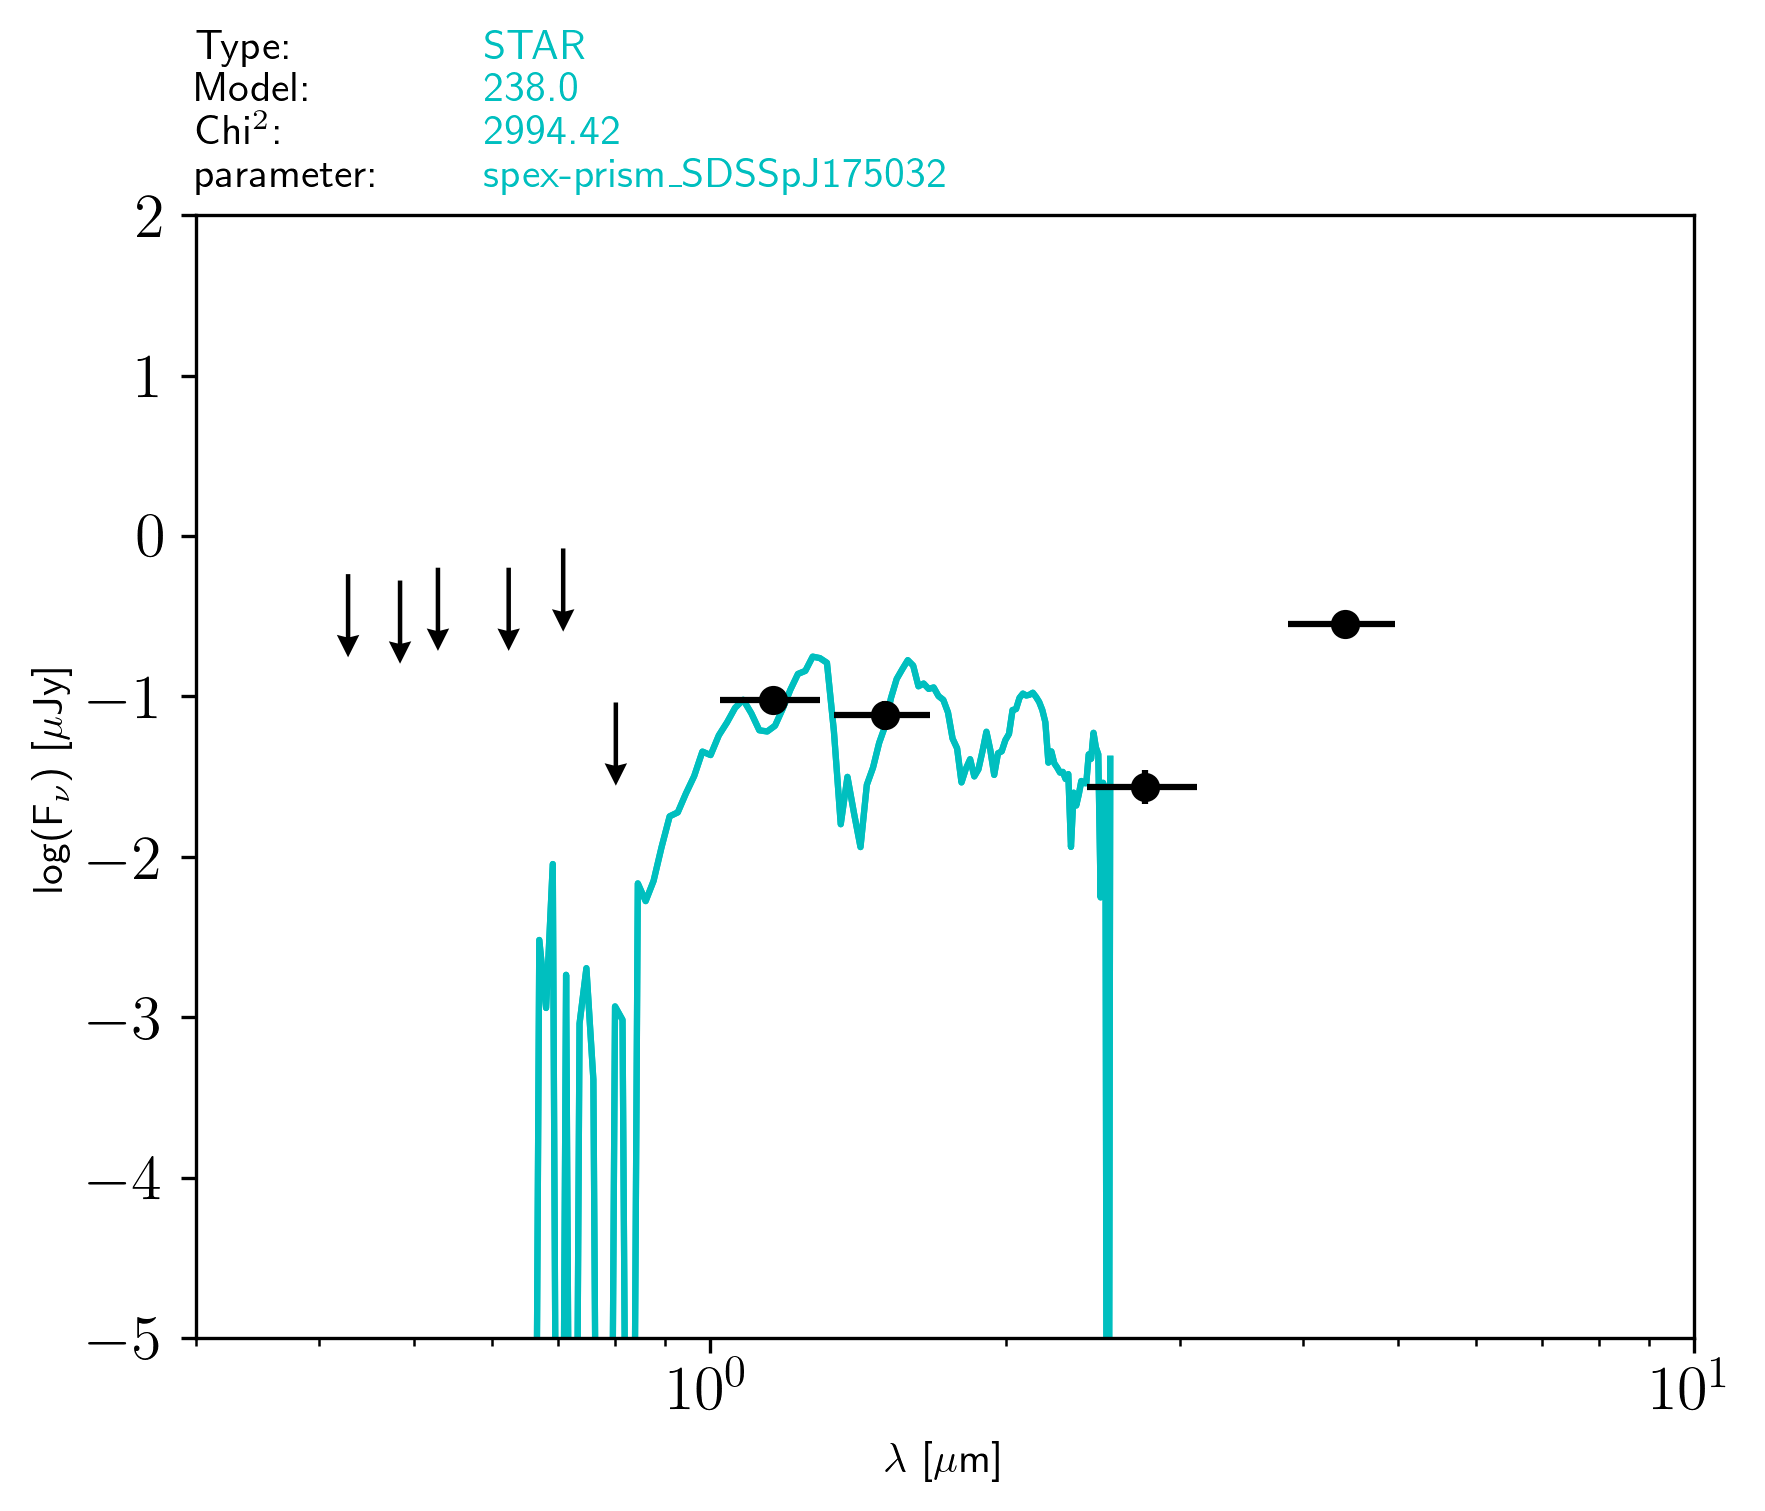 Type: STAR
Model: 238.0
Chi²: 2994.42
parameter: spex-prism_SDSSpJ175032
2
1
0
−1
−2
−3
−4
−5
log(Fν) [μJy]
10⁰
10¹
λ [μm]